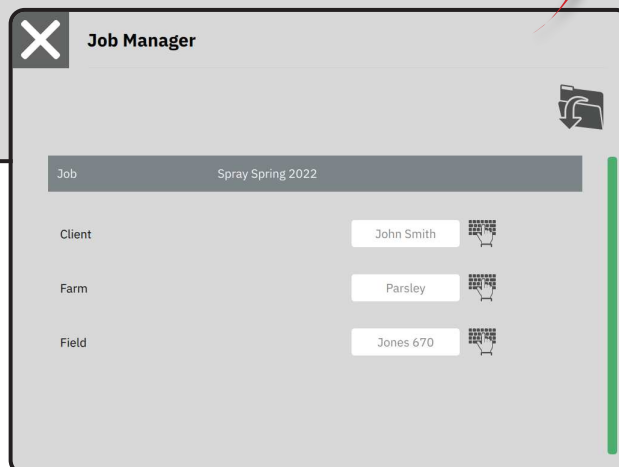 Job Manager
Job Spray Spring 2022
Client John Smith
Farm Parsley
Field Jones 670